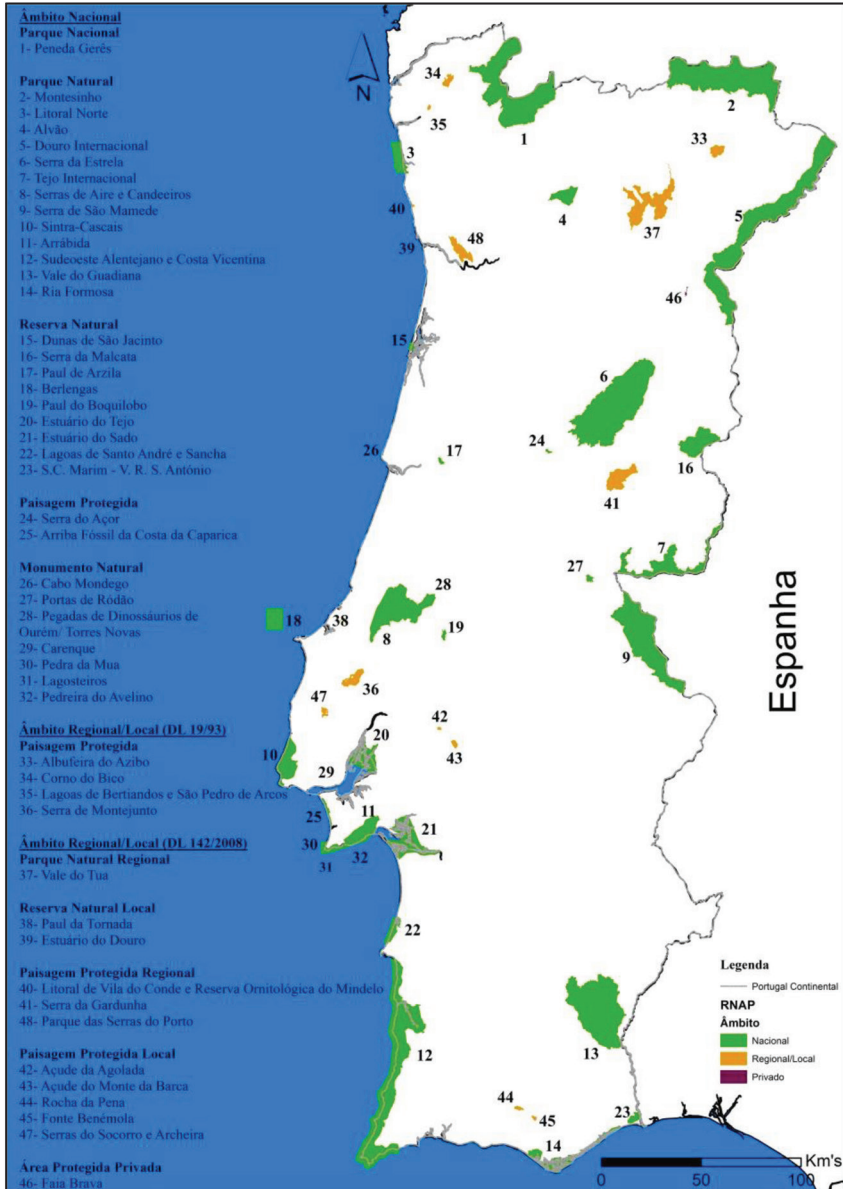 Âmbito Nacional
Parque Nacional
1- Peneda Gerês
Parque Natural
2- Montesinho
3- Litoral Norte
4- Alvão
5- Douro Internacional
6- Serra da Estrela
7- Tejo Internacional
8- Serras de Aire e Candeeiros
9- Serra de São Mamede
10- Sintra-Cascais
11- Arrábida
12- Sudoeste Alentejano e Costa Vicentina
13- Vale do Guadiana
14- Ria Formosa
Reserva Natural
15- Dunas de São Jacinto
16- Serra da Malcata
17- Paul de Arzila
18- Berlengas
19- Paul do Boquilobo
20- Estuário do Tejo
21- Estuário do Sado
22- Lagoas de Santo André e Sancha
23- S.C. Marim - V. R. S. António
Paisagem Protegida
24- Serra do Açor
25- Arriba Fóssil da Costa da Caparica
Monumento Natural
26- Cabo Mondego
27- Portas de Ródão
28- Pegadas de Dinossáurios de
Ourém/ Torres Novas
29- Carenque
30- Pedra da Mua
31- Lagosteiros
32- Pedreira do Avelino
Âmbito Regional/Local (DL 19/93)
Paisagem Protegida
33- Albufeira do Azibo
34- Corno do Bico
35- Lagoas de Bertiandos e São Pedro de Arcos
36- Serra de Montejunto
Âmbito Regional/Local (DL 142/2008)
Parque Natural Regional
37- Vale do Tua
Reserva Natural Local
38- Paul da Tornada
39- Estuário do Douro
Paisagem Protegida Regional
40- Litoral de Vila do Conde e Reserva Ornitológica do Mindelo
41- Serra da Gardunha
48- Parque das Serras do Porto
Paisagem Protegida Local
42- Açude da Agolada
43- Açude do Monte da Barca
44- Rocha da Pena
45- Fonte Benémola
47- Serras do Socorro e Archeira
Área Protegida Privada
46- Faia Brava
N
34
35
1
2
33
3
4
5
40
37
39
48
46
15
6
24
16
26
17
41
7
27
28
18
38
8
19
9
Espanha
36
47
42
43
10
20
29
11
25
21
30
32
31
22
12
13
44
45
23
14
Legenda
Portugal Continental
RNAP
Âmbito
Nacional
Regional/Local
Privado
Km's
0 50 100